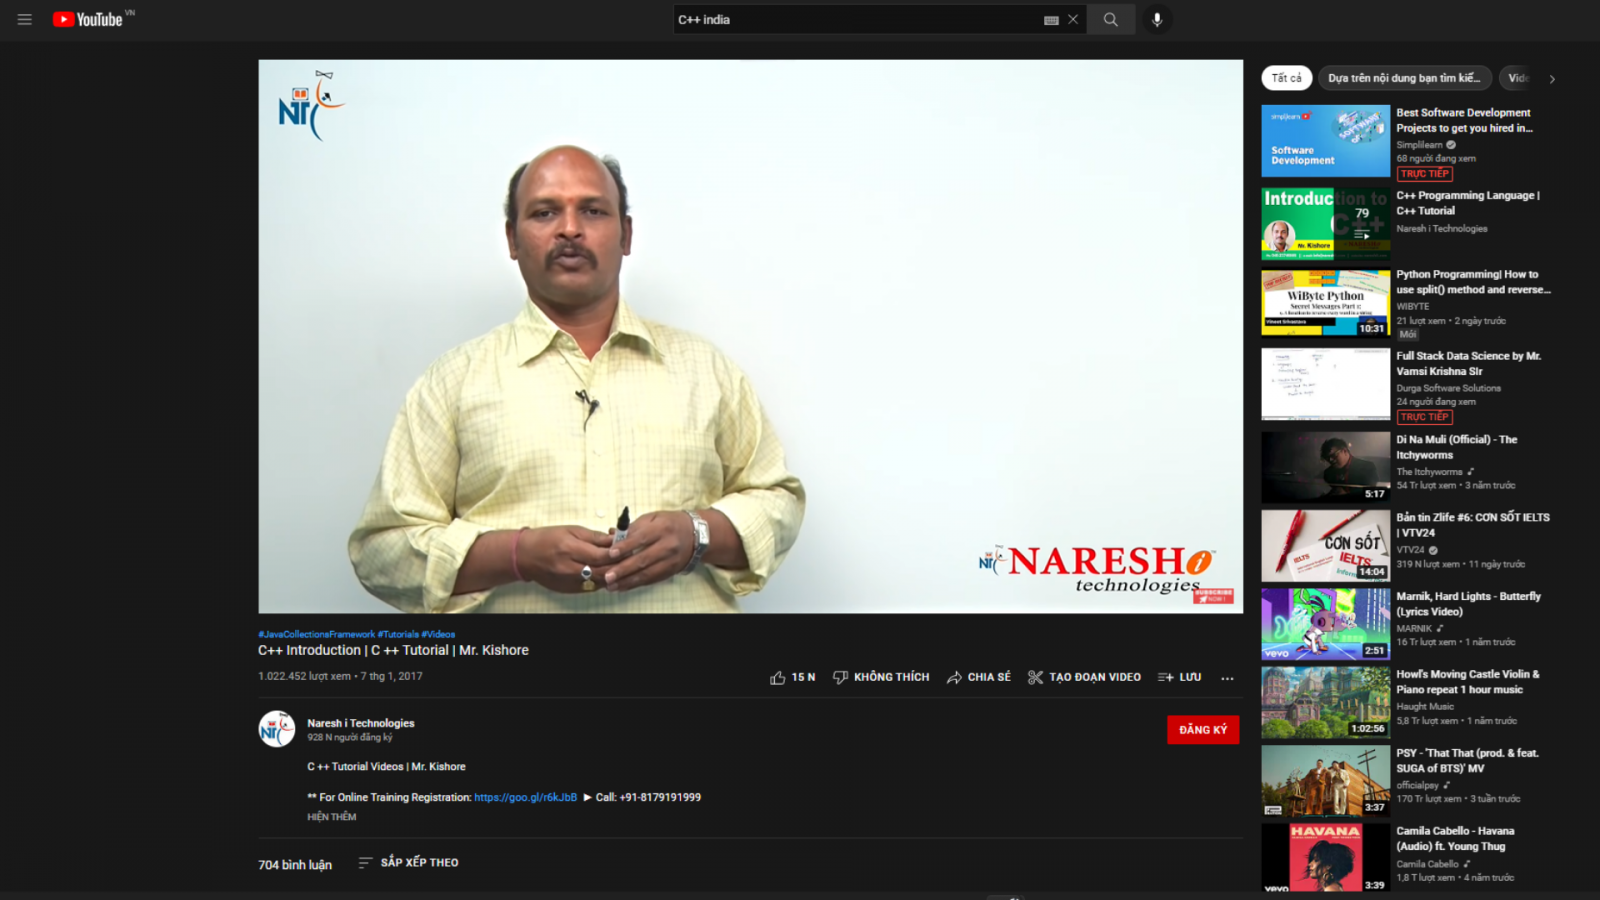 YouTube VN
C++ india
NT
NARESH i
technologies
SUBSCRIBE
NOW !
#JavaCollectionsFramework #Tutorials #Videos
C++ Introduction | C ++ Tutorial | Mr. Kishore
1.022.452 lượt xem • 7 thg 1, 2017
15 N
KHÔNG THÍCH
CHIA SẺ
TẠO ĐOẠN VIDEO
LƯU
Naresh i Technologies
928 N người đăng ký
ĐĂNG KÝ
C ++ Tutorial Videos | Mr. Kishore
** For Online Training Registration: https://goo.gl/r6kJbB ► Call: +91-8179191999
HIỆN THÊM
704 bình luận
SẮP XẾP THEO
Tất cả
Dựa trên nội dung bạn tìm kiế...
simplilearn
Software
Development
Best Software Development
Projects to get you hired in...
Simplilearn
68 người đang xem
TRỰC TIẾP
Introduction to
C++
79
Mr. Kishore
C++ Programming Language |
C++ Tutorial
Naresh i Technologies
WiByte Python
Secret Messages Part 1:
Vineet Srivastava
10:31
Python Programming| How to
use split() method and reverse...
WIBYTE
21 lượt xem • 2 ngày trước
Mới
Full Stack Data Science by Mr.
Vamsi Krishna SIr
Durga Software Solutions
24 người đang xem
TRỰC TIẾP
5:17
Di Na Muli (Official) - The
Itchyworms
The Itchyworms
54 Tr lượt xem • 3 năm trước
CƠN SỐT
IELTS
IELTS
14:04
Bản tin Zlife #6: CƠN SỐT IELTS
| VTV24
VTV24
319 N lượt xem • 11 ngày trước
vevo
2:51
Marnik, Hard Lights - Butterfly
(Lyrics Video)
MARNIK
16 Tr lượt xem • 1 năm trước
1:02:56
Howl's Moving Castle Violin &
Piano repeat 1 hour music
Haught Music
5,8 Tr lượt xem • 1 năm trước
3:37
PSY - 'That That (prod. & feat.
SUGA of BTS)' MV
officialpsy
170 Tr lượt xem • 3 tuần trước
HAVANA
vevo
3:39
Camila Cabello - Havana
(Audio) ft. Young Thug
Camila Cabello
1,8 T lượt xem • 4 năm trước